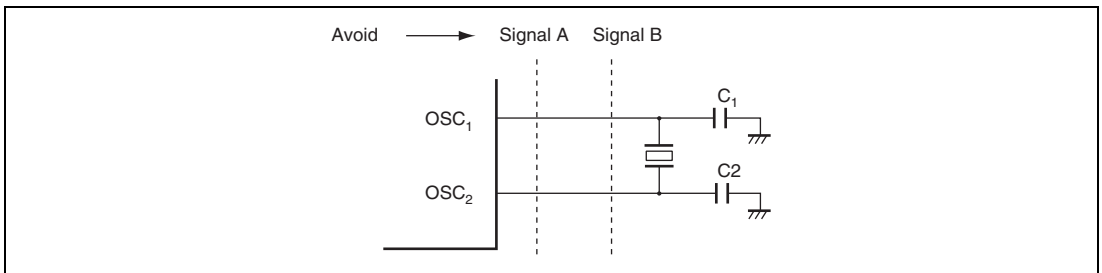 Avoid Signal A Signal B
OSC₁
C₁
OSC₂
C2